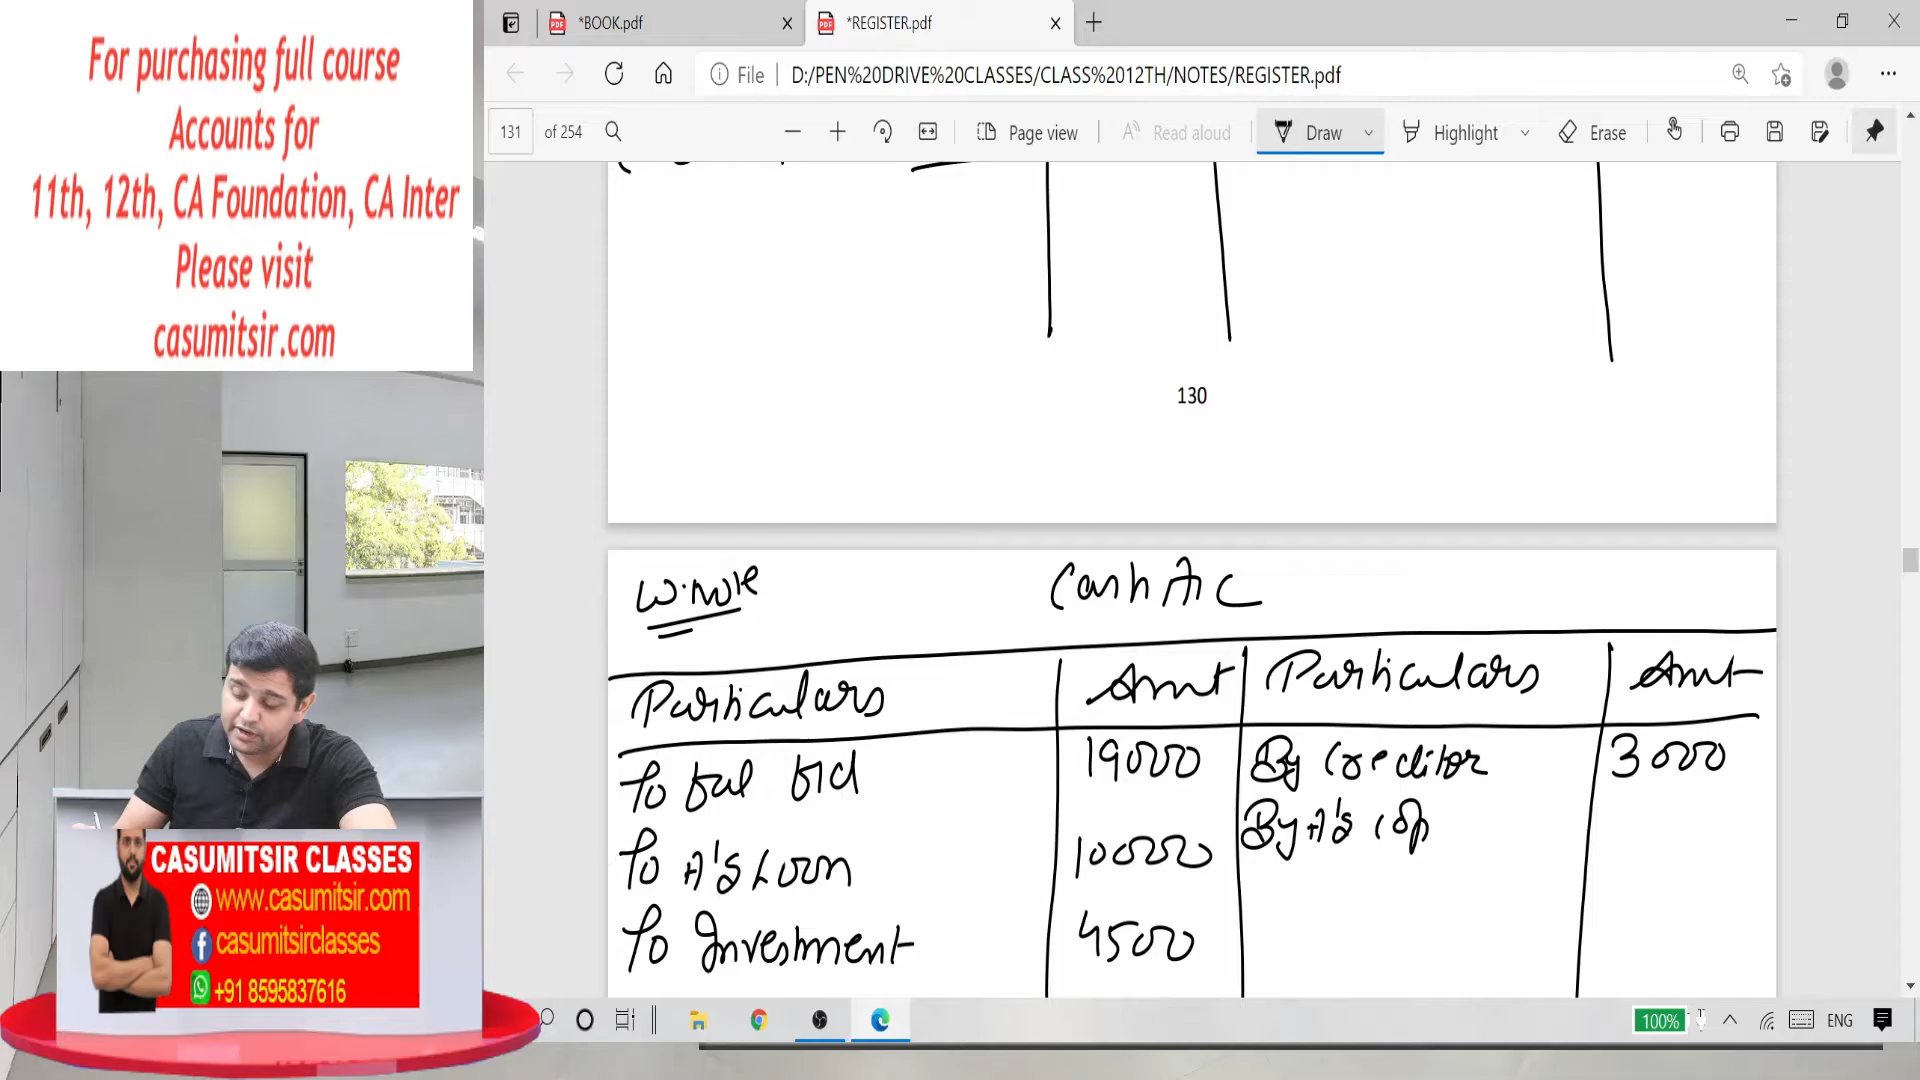 For purchasing full course
Accounts for
11th, 12th, CA Foundation, CA Inter
Please visit
casumitsir.com
*BOOK.pdf
*REGISTER.pdf
File
D:/PEN%20DRIVE%20CLASSES/CLASS%2012TH/NOTES/REGISTER.pdf
131 of 254
Page view
Read aloud
Draw
Highlight
Erase
130
W.Note
Cash A/c
Particulars Amt Particulars Amt
To Bal b/d 19000 By Creditor 3000
To A's Loan 10000 By A's Cap
To Investment 4500
CASUMITSIR CLASSES
www.casumitsir.com
casumitsirclasses
+91 8595837616
100%
ENG